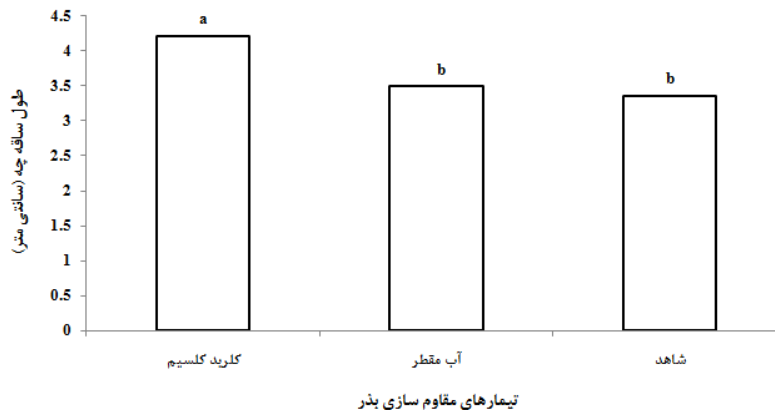 4.5
4
3.5
3
2.5
2
1.5
1
0.5
0
طول ساقه چه (سانتی متر)
a
b
b
کلرید کلسیم
آب مقطر
شاهد
تیمارهای مقاوم سازی بذر